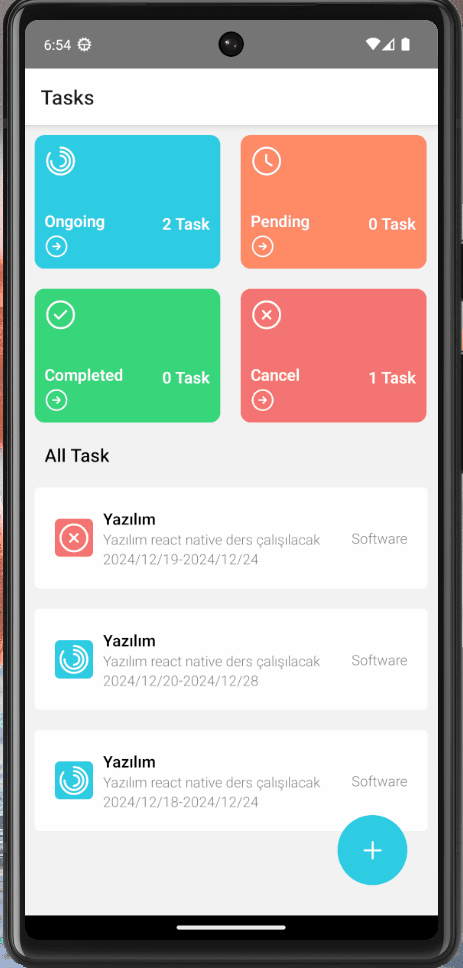 6:54
Tasks
Ongoing
2 Task
Pending
0 Task
Completed
0 Task
Cancel
1 Task
All Task
Yazılım
Yazılım react native ders çalışılacak
2024/12/19-2024/12/24
Software
Yazılım
Yazılım react native ders çalışılacak
2024/12/20-2024/12/28
Software
Yazılım
Yazılım react native ders çalışılacak
2024/12/18-2024/12/24
Software